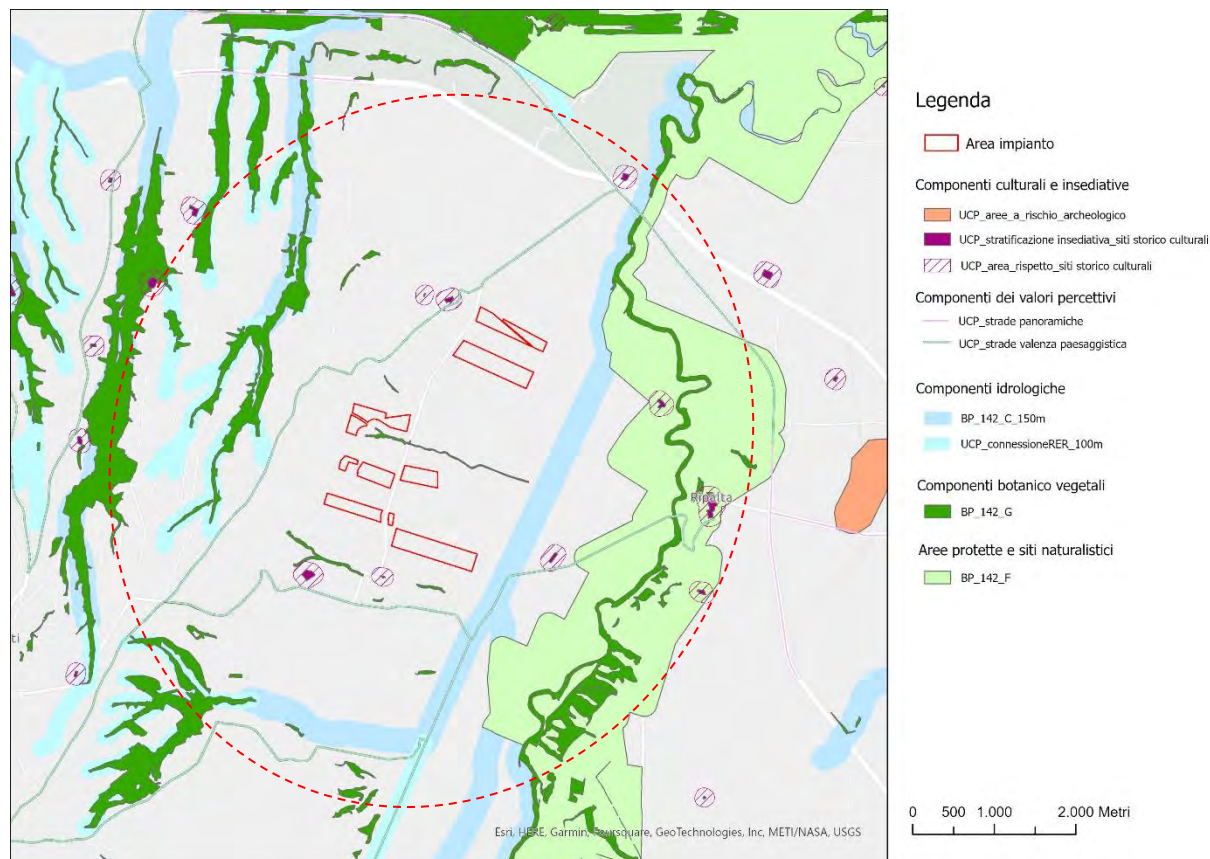 Ripalta
ti
Esri, HERE, Garmin, Foursquare, GeoTechnologies, Inc, METI/NASA, USGS
Legenda
Area impianto
Componenti culturali e insediative
UCP_aree_a_rischio_archeologico
UCP_stratificazione insediativa_siti storico culturali
UCP_area_rispetto_siti storico culturali
Componenti dei valori percettivi
UCP_strade panoramiche
UCP_strade valenza paesaggistica
Componenti idrologiche
BP_142_C_150m
UCP_connessioneRER_100m
Componenti botanico vegetali
BP_142_G
Aree protette e siti naturalistici
BP_142_F
0 500 1.000 2.000 Metri